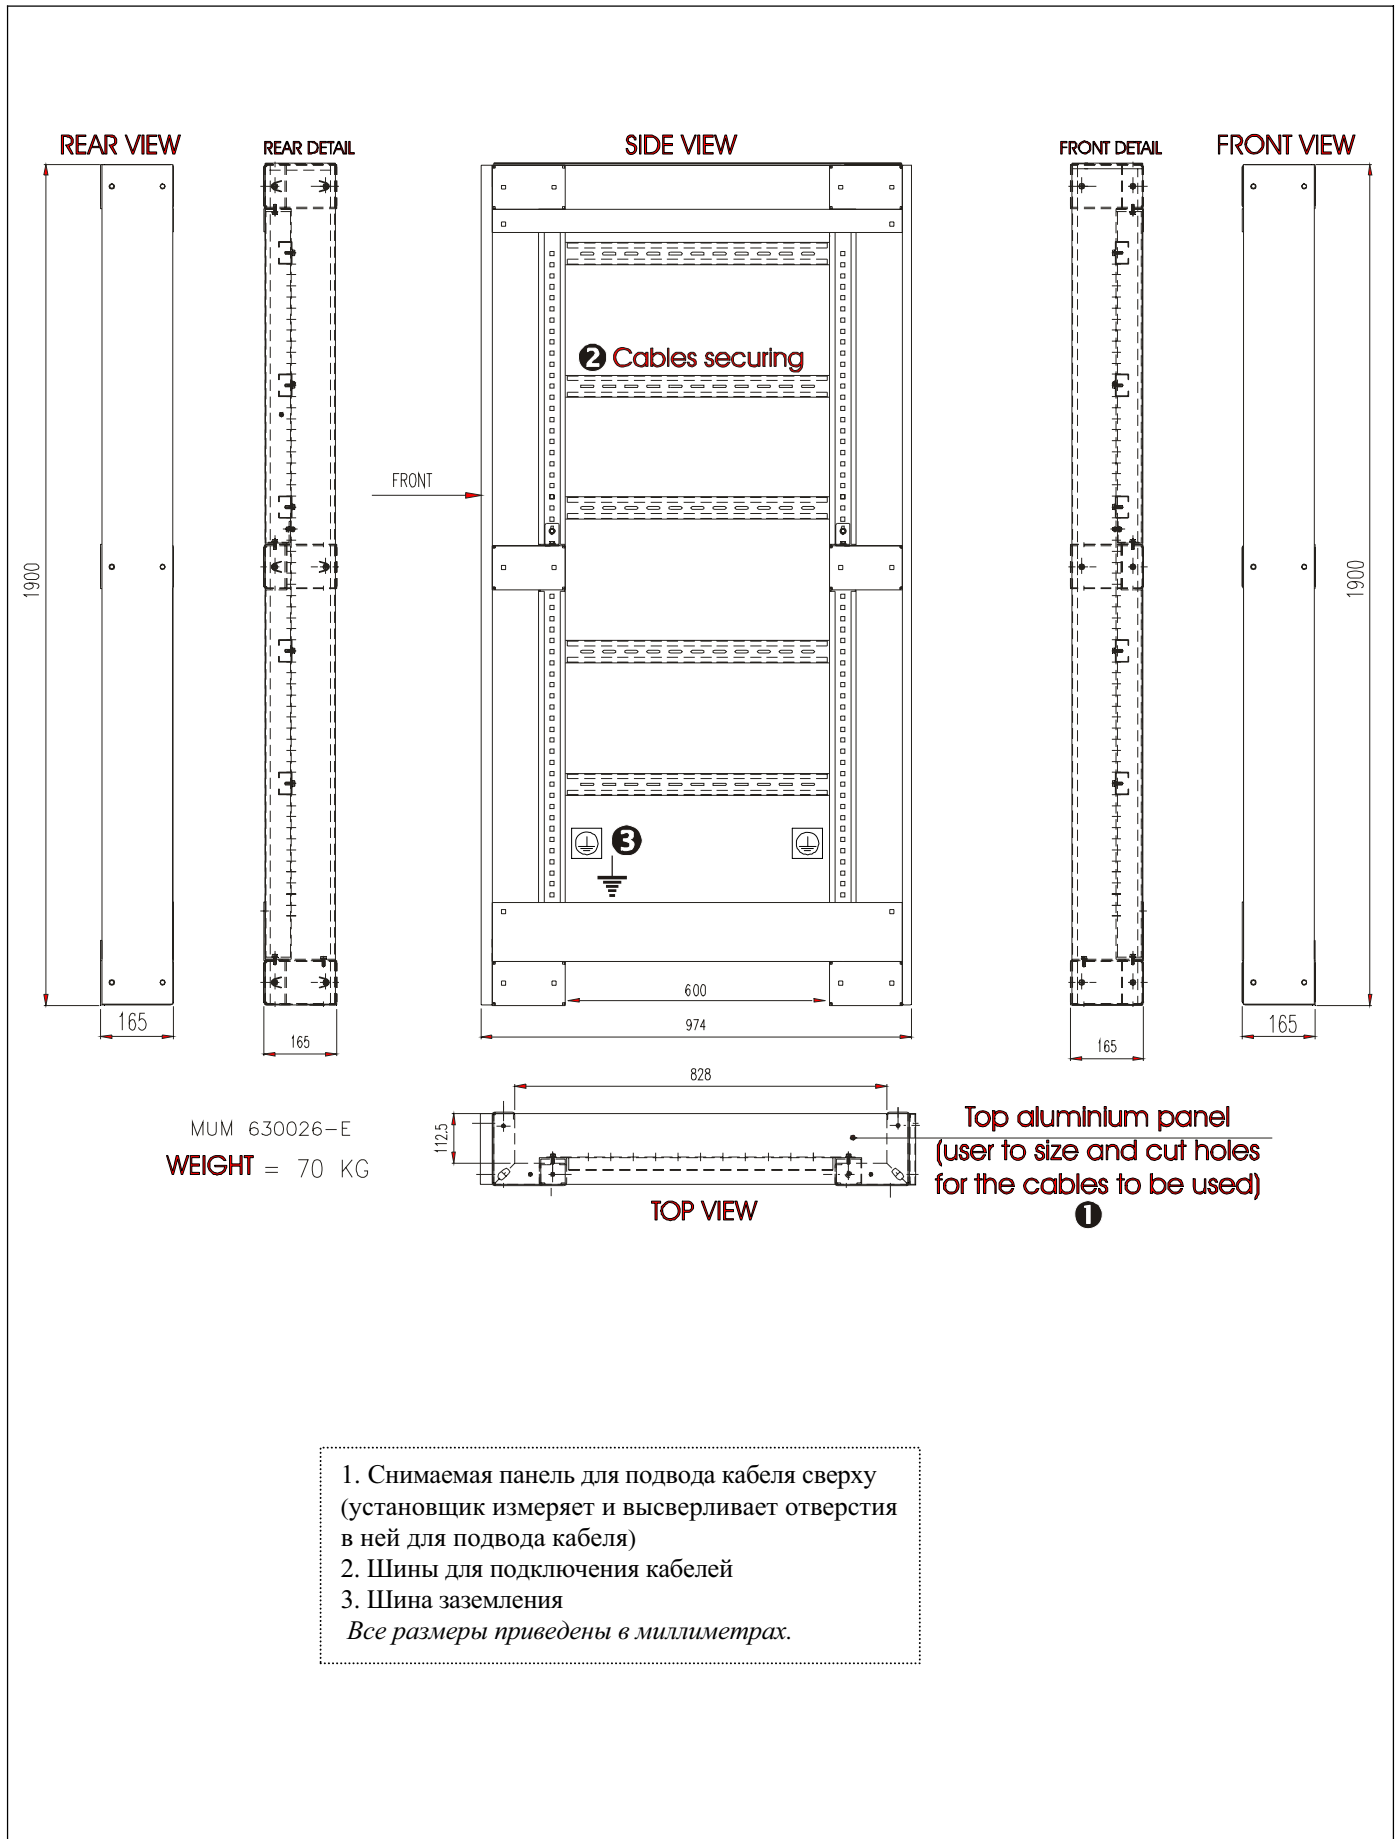 REAR VIEW
REAR DETAIL
SIDE VIEW
FRONT DETAIL
FRONT VIEW
❷ Cables securing
FRONT
1900
1900
❸
600
974
165
165
165
165
828
112.5
MUM 630026-E
WEIGHT = 70 KG
TOP VIEW
Top aluminium panel
(user to size and cut holes
for the cables to be used)
❶
1. Снимаемая панель для подвода кабеля сверху
(установщик измеряет и высверливает отверстия
в ней для подвода кабеля)
2. Шины для подключения кабелей
3. Шина заземления
Все размеры приведены в миллиметрах.